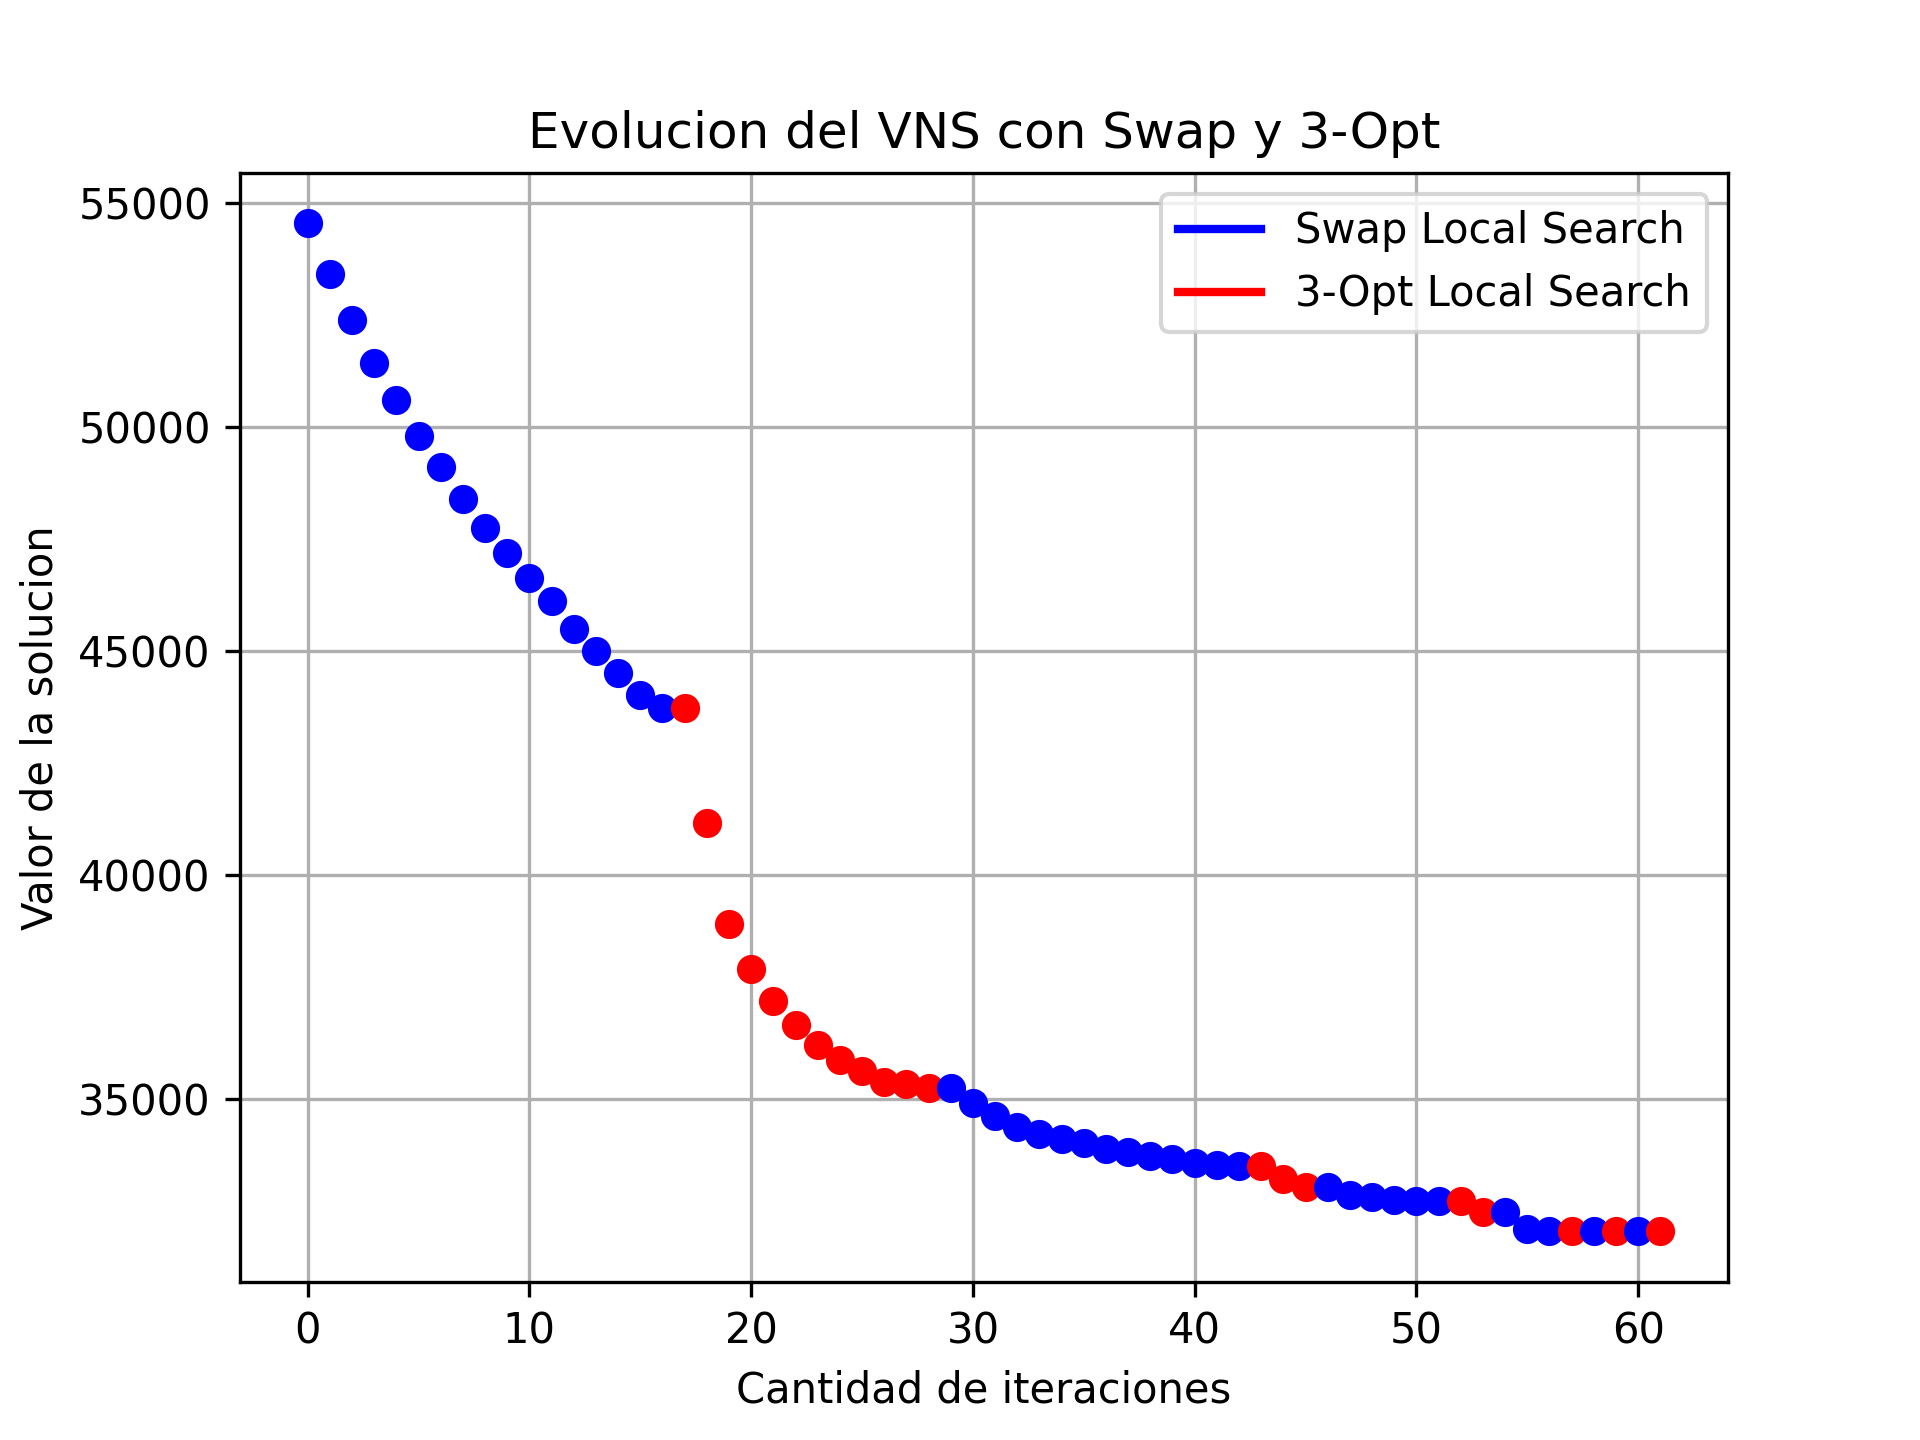 Evolucion del VNS con Swap y 3-Opt
Swap Local Search
3-Opt Local Search
Valor de la solucion
55000
50000
45000
40000
35000
0 10 20 30 40 50 60
Cantidad de iteraciones